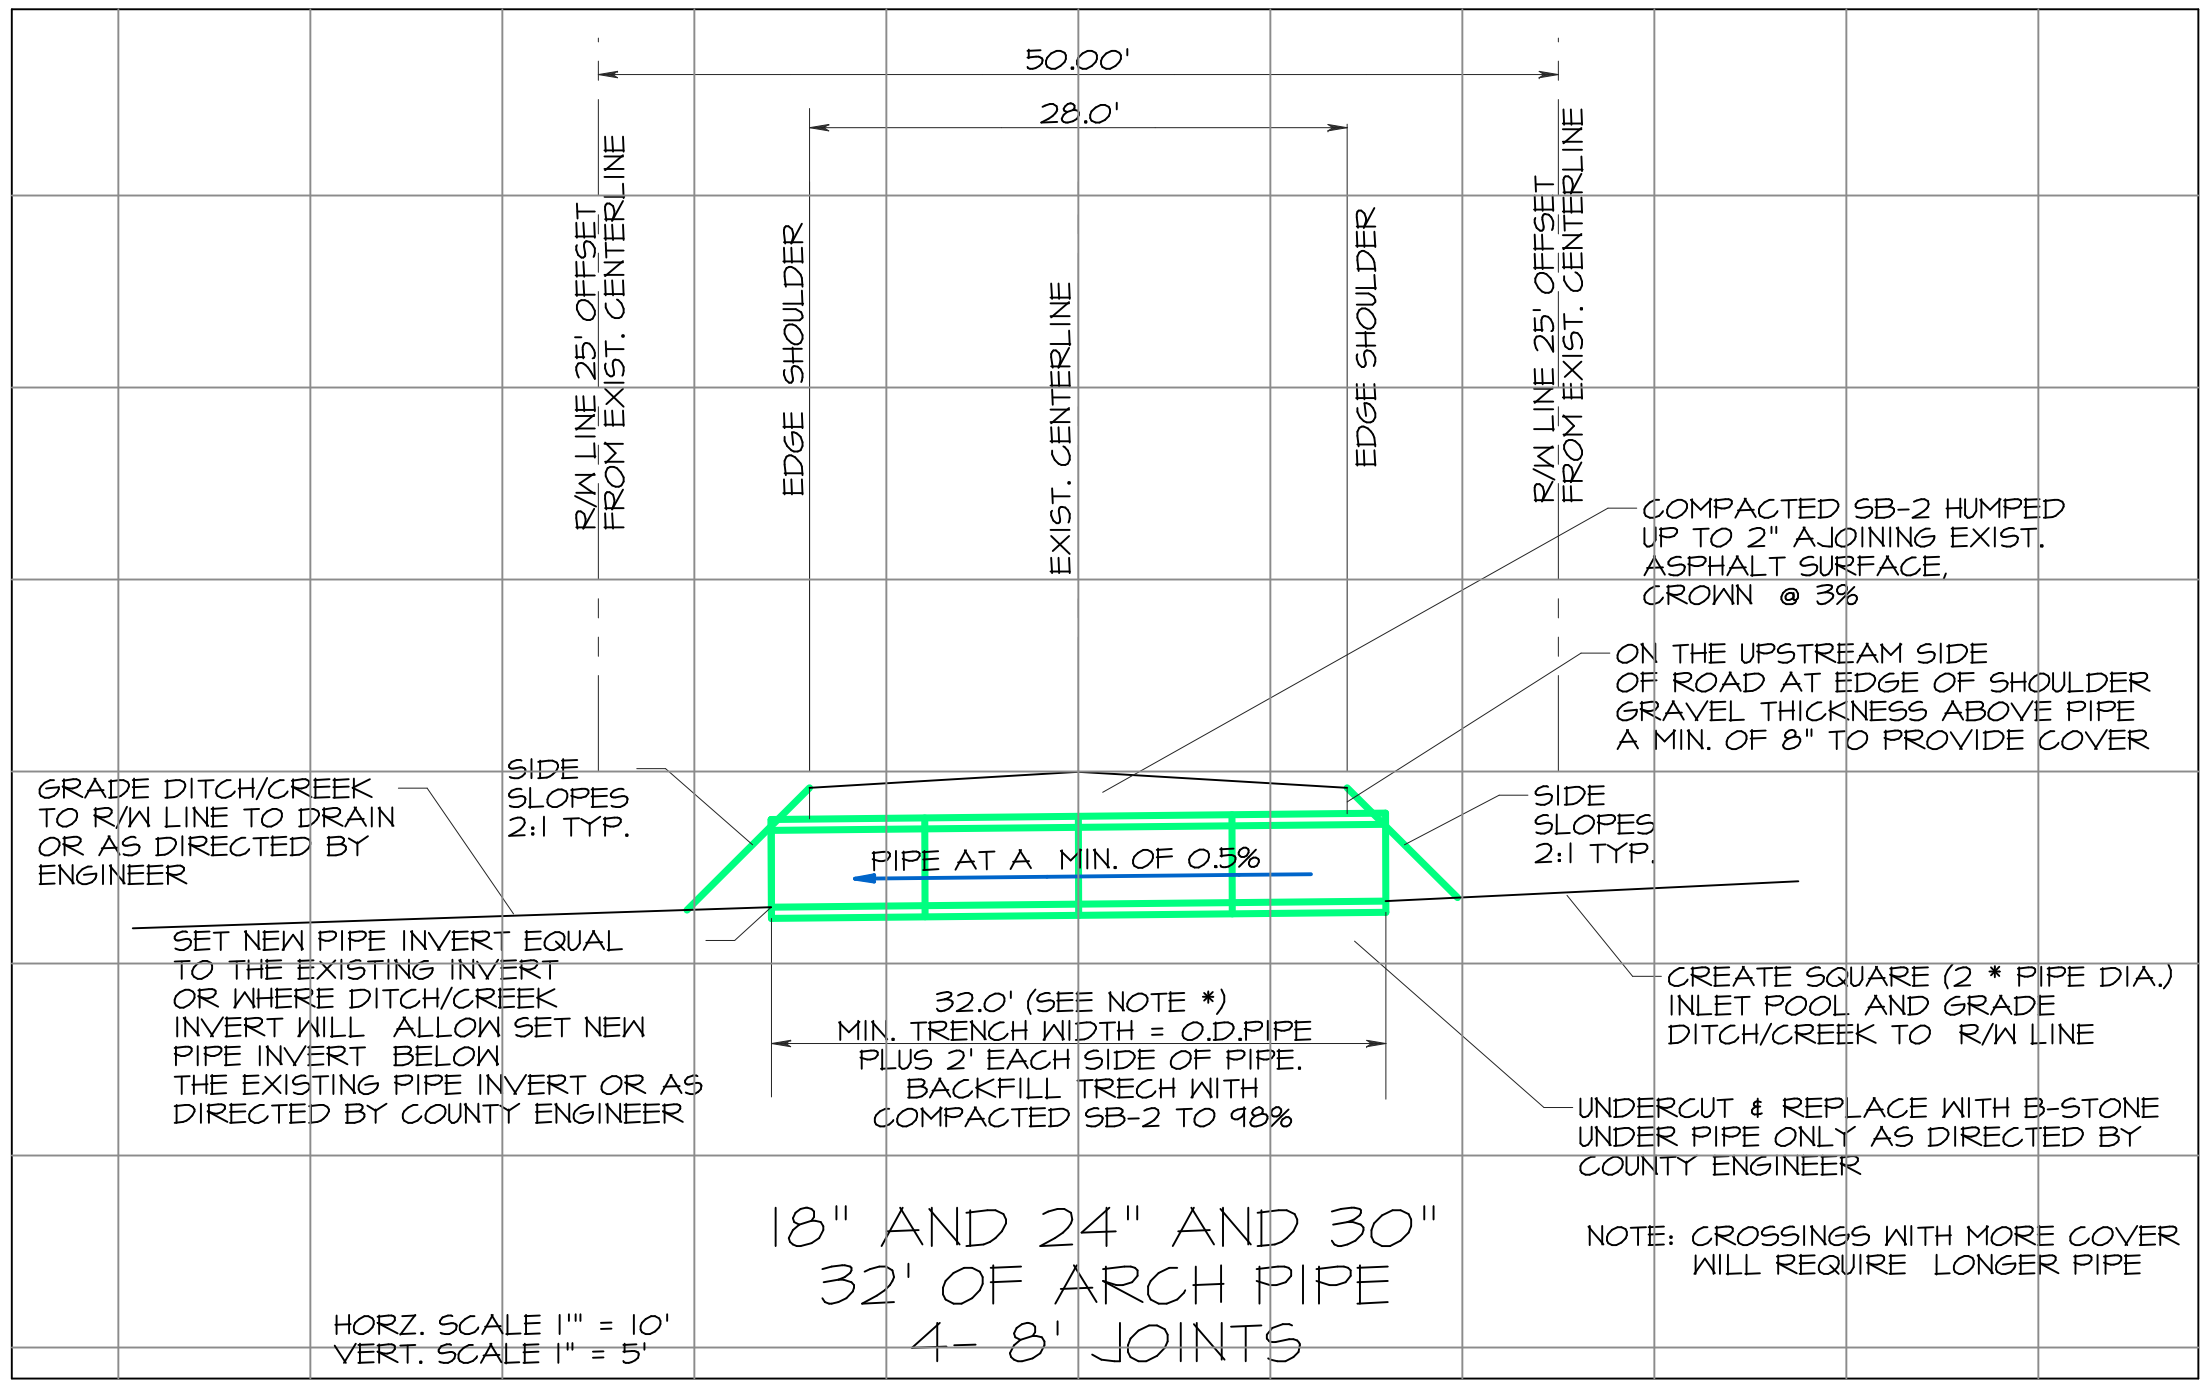 50.00'
28.0'
R/W LINE 25' OFFSET
FROM EXIST. CENTERLINE
EDGE SHOULDER
EXIST. CENTERLINE
EDGE SHOULDER
R/W LINE 25' OFFSET
FROM EXIST. CENTERLINE
COMPACTED SB-2 HUMPED
UP TO 2" AJOINING EXIST.
ASPHALT SURFACE,
CROWN @ 3%
ON THE UPSTREAM SIDE
OF ROAD AT EDGE OF SHOULDER
GRAVEL THICKNESS ABOVE PIPE
A MIN. OF 8" TO PROVIDE COVER
SIDE
SLOPES
2:1 TYP.
GRADE DITCH/CREEK
TO R/W LINE TO DRAIN
OR AS DIRECTED BY
ENGINEER
SIDE
SLOPES
2:1 TYP.
PIPE AT A MIN. OF 0.5%
SET NEW PIPE INVERT EQUAL
TO THE EXISTING INVERT
OR WHERE DITCH/CREEK
INVERT WILL ALLOW SET NEW
PIPE INVERT BELOW
THE EXISTING PIPE INVERT OR AS
DIRECTED BY COUNTY ENGINEER
32.0' (SEE NOTE *)
MIN. TRENCH WIDTH = O.D.PIPE
PLUS 2' EACH SIDE OF PIPE.
BACKFILL TRECH WITH
COMPACTED SB-2 TO 98%
CREATE SQUARE (2 * PIPE DIA.)
INLET POOL AND GRADE
DITCH/CREEK TO R/W LINE
UNDERCUT & REPLACE WITH B-STONE
UNDER PIPE ONLY AS DIRECTED BY
COUNTY ENGINEER
18" AND 24" AND 30"
32' OF ARCH PIPE
4- 8' JOINTS
NOTE: CROSSINGS WITH MORE COVER
WILL REQUIRE LONGER PIPE
HORZ. SCALE 1'" = 10'
VERT. SCALE 1" = 5'